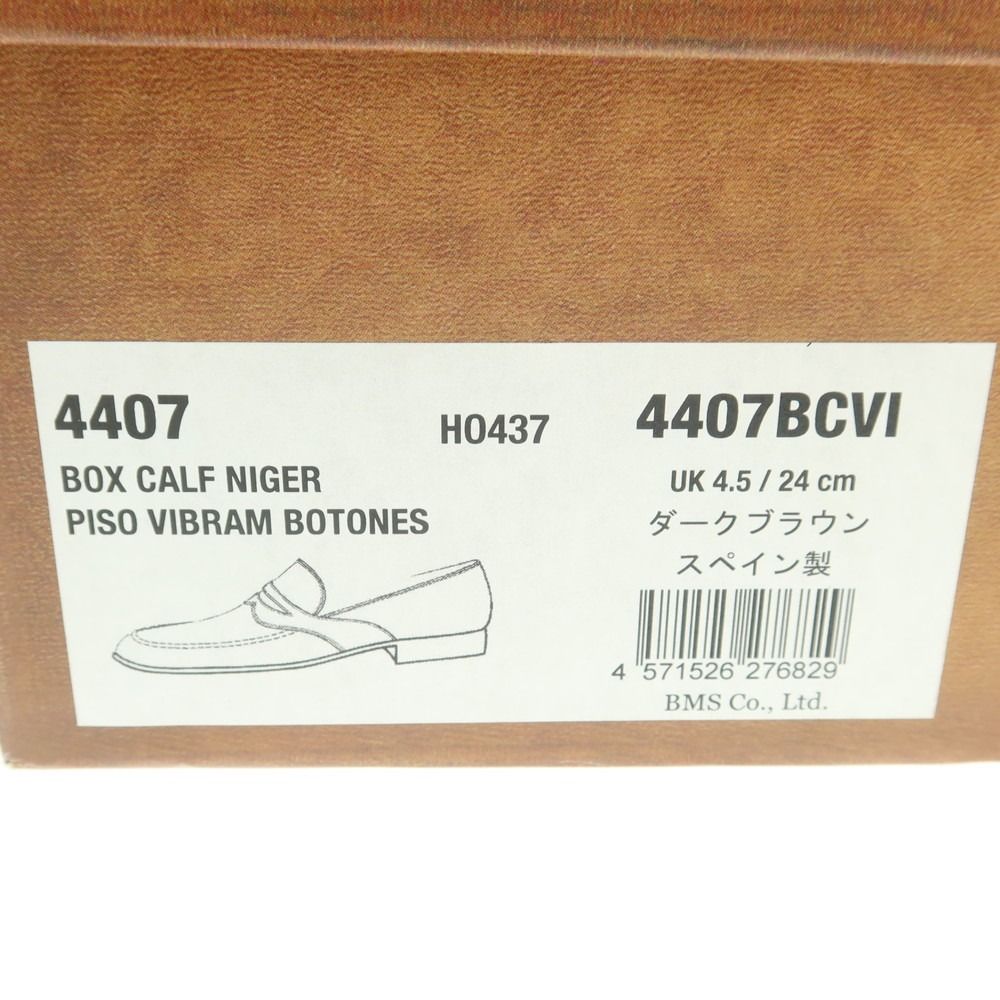 4407
HO437
4407BCVI
BOX CALF NIGER
PISO VIBRAM BOTONES
UK 4.5 / 24 cm
ダークブラウン
スペイン製
4 571526 276829
BMS Co., Ltd.